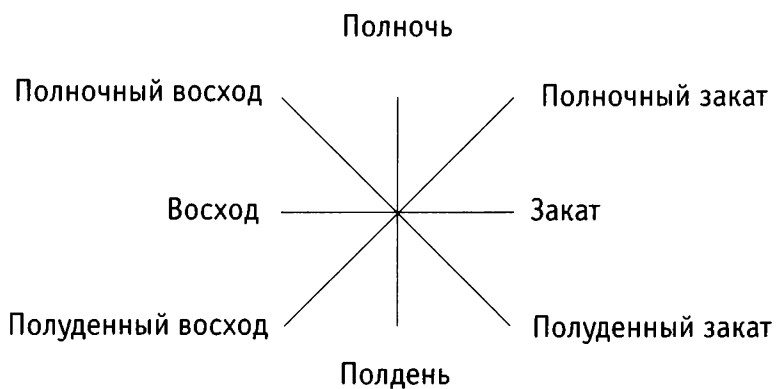 Полночь
Полночный восход
Полночный закат
Восход
Закат
Полуденный восход
Полуденный закат
Полдень